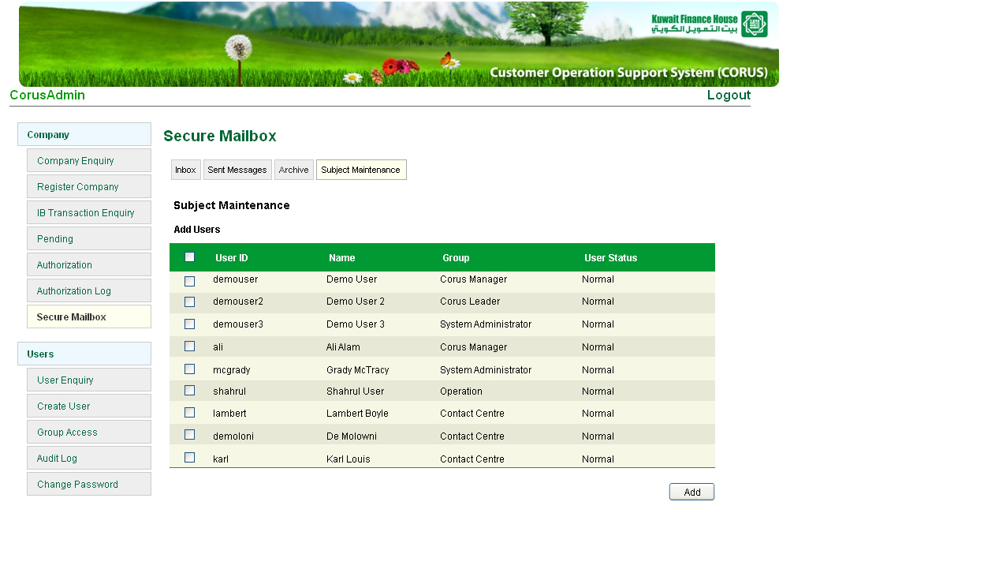 Kuwait Finance House
بيت التمويل الكويتي
Customer Operation Support System (CORUS)
CorusAdmin Logout
Company
Company Enquiry
Register Company
IB Transaction Enquiry
Pending
Authorization
Authorization Log
Secure Mailbox
Users
User Enquiry
Create User
Group Access
Audit Log
Change Password
Secure Mailbox
Inbox Sent Messages Archive Subject Maintenance
Subject Maintenance
Add Users
User ID Name Group User Status
demouser Demo User Corus Manager Normal
demouser2 Demo User 2 Corus Leader Normal
demouser3 Demo User 3 System Administrator Normal
ali Ali Alam Corus Manager Normal
mcgrady Grady McTracy System Administrator Normal
shahrul Shahrul User Operation Normal
lambert Lambert Boyle Contact Centre Normal
demoloni De Molowni Contact Centre Normal
karl Karl Louis Contact Centre Normal
Add